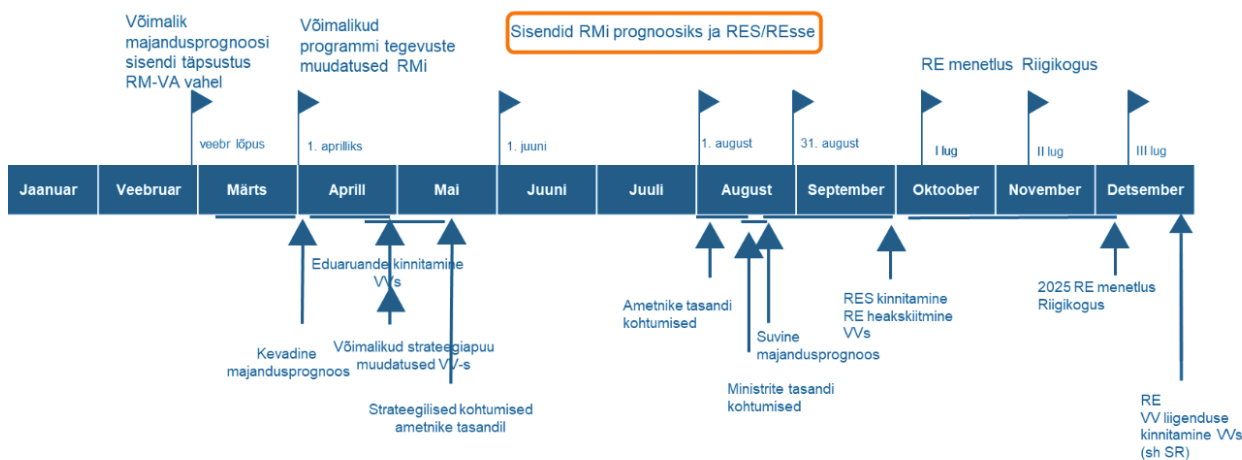 Võimalik
majandusprognoosi
sisendi täpsustus
RM-VA vahel
Võimalikud
programmi tegevuste
muudatused RMi
Sisendid RMi prognoosiks ja RES/REsse
RE menetlus Riigikogus
veebr lõpus
1. aprilliks
1. juuni
1. august
31. august
I lug
II lug
III lug
Jaanuar
Veebruar
Märts
Aprill
Mai
Juuni
Juuli
August
September
Oktoober
November
Detsember
Eduaruande kinnitamine
VVs
Kevadine
majandusprognoos
Võimalikud strateegiapuu
muudatused VV-s
Strateegilised kohtumised
ametnike tasandil
Ametnike tasandi
kohtumised
Suvine
majandusprognoos
Ministrite tasandi
kohtumised
RES kinnitamine
RE heakskiitmine
VVs
2025 RE menetlus
Riigikogus
RE
VV liigenduse
kinnitamine VVs
(sh SR)